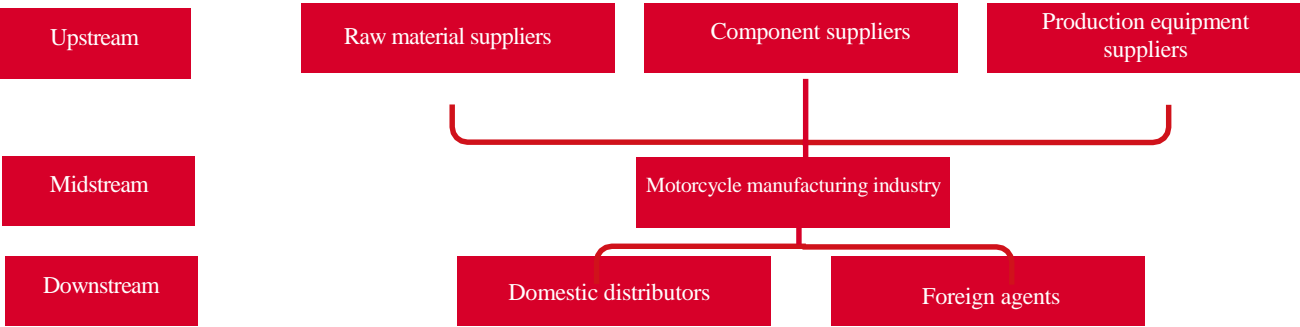 Upstream
Raw material suppliers
Component suppliers
Production equipment
suppliers
Midstream
Motorcycle manufacturing industry
Downstream
Domestic distributors
Foreign agents